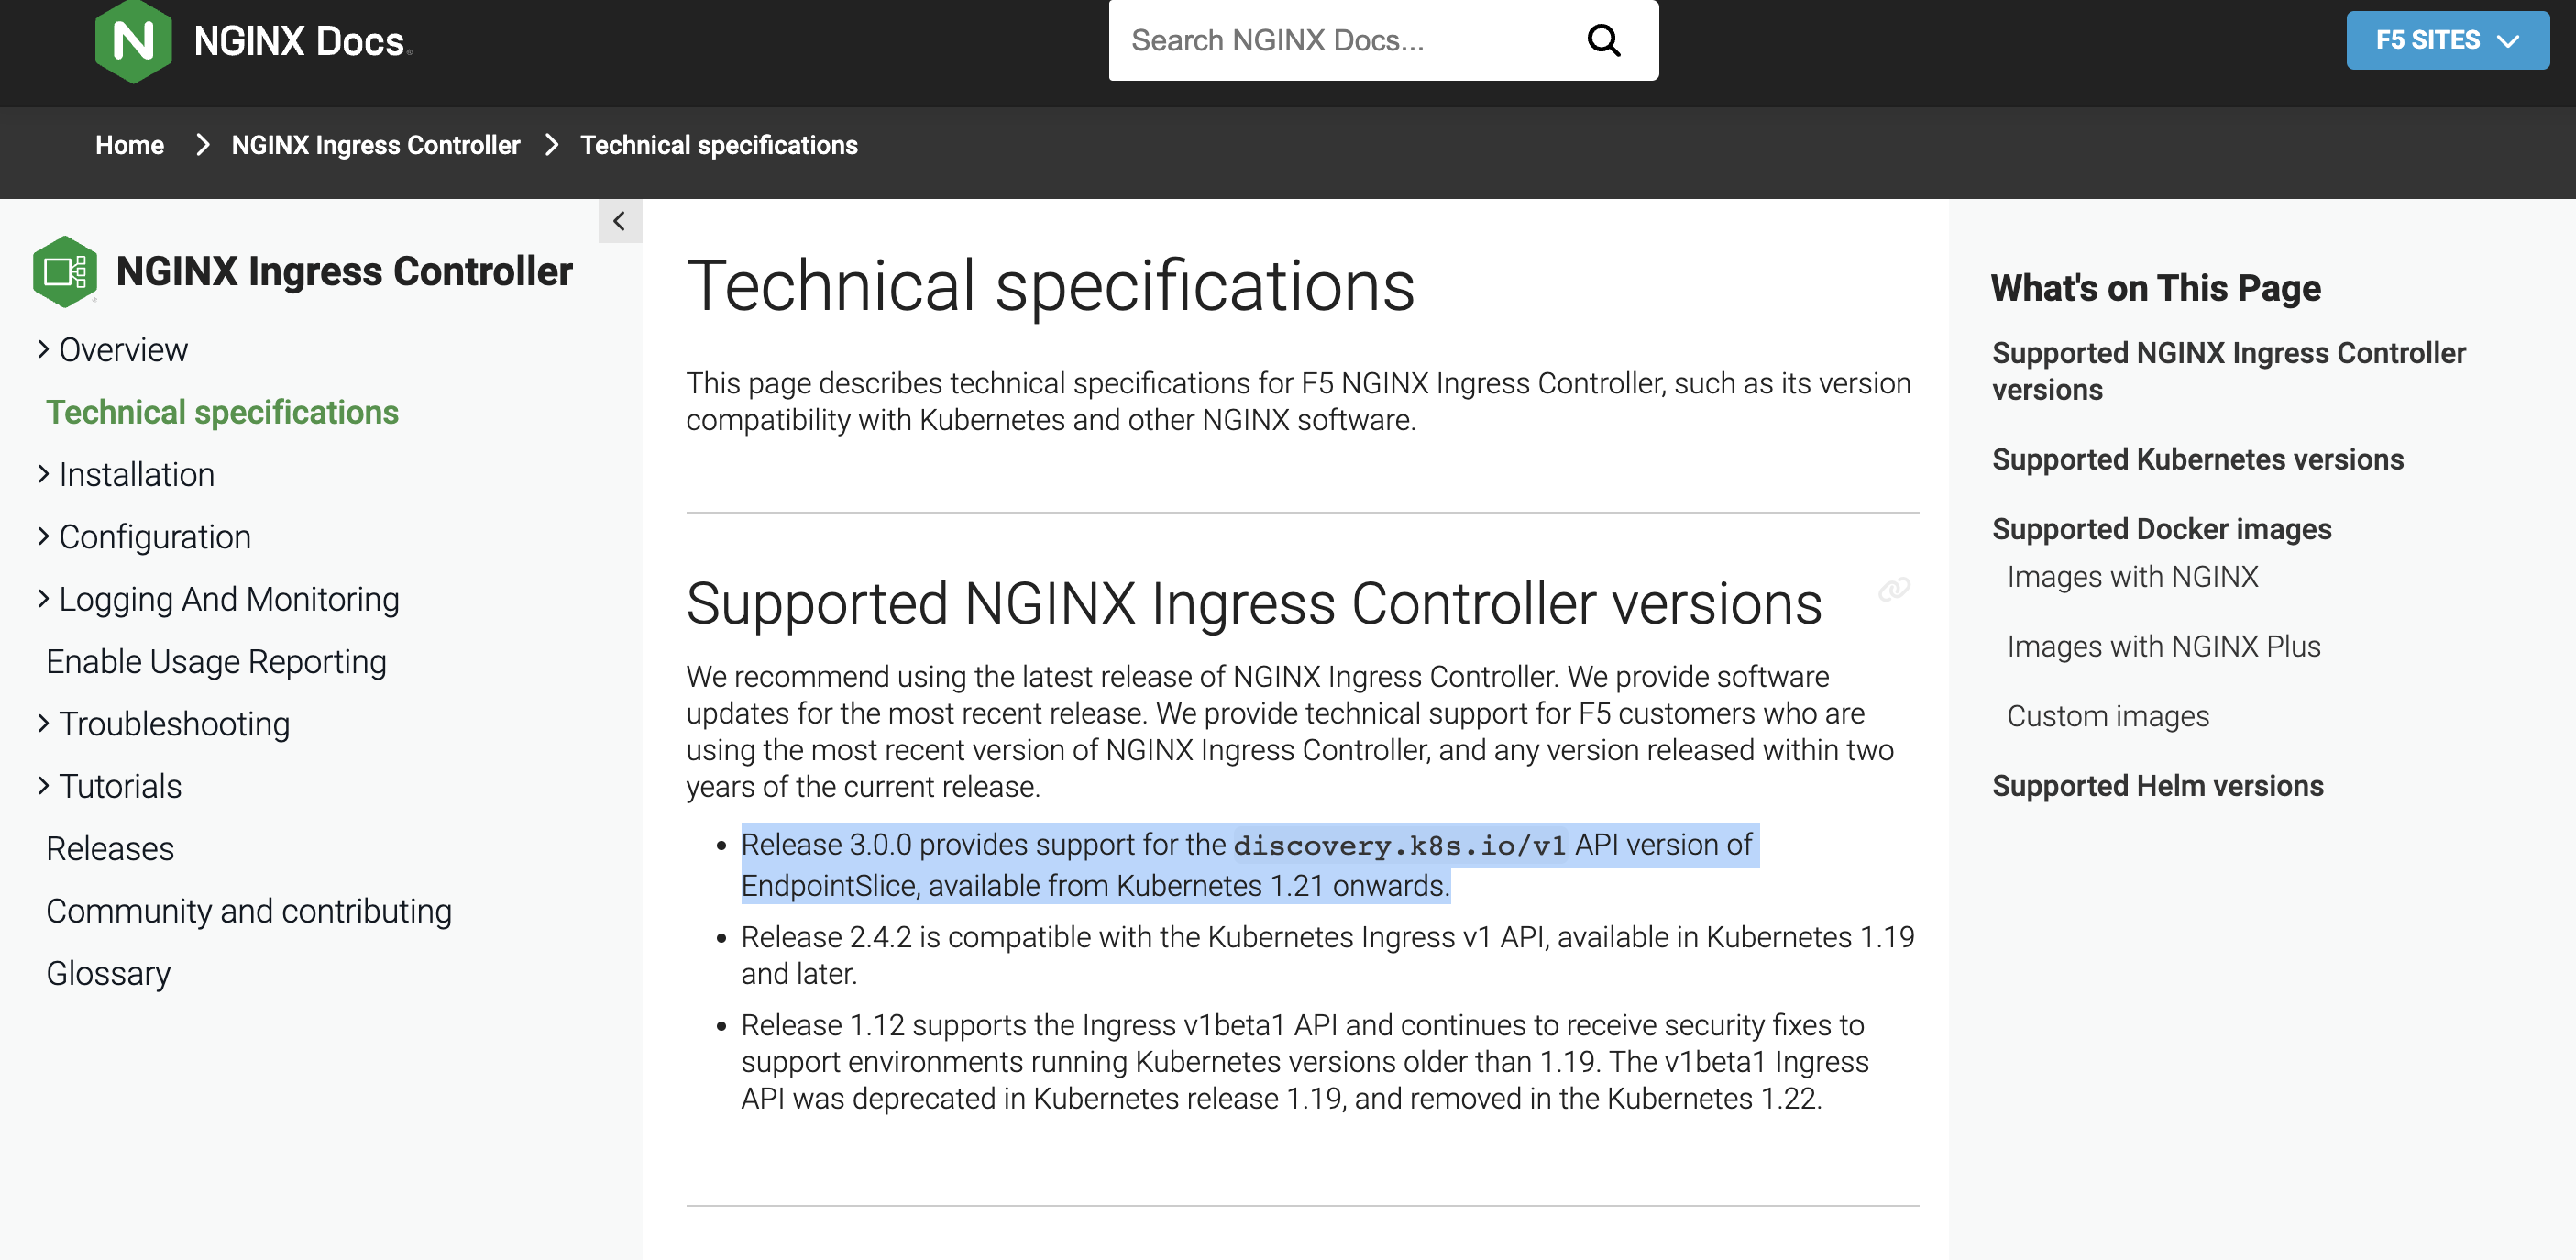 NGINX Docs
Search NGINX Docs...
F5 SITES
Home > NGINX Ingress Controller > Technical specifications
NGINX Ingress Controller
Overview
Technical specifications
Installation
Configuration
Logging And Monitoring
Enable Usage Reporting
Troubleshooting
Tutorials
Releases
Community and contributing
Glossary
Technical specifications
This page describes technical specifications for F5 NGINX Ingress Controller, such as its version
compatibility with Kubernetes and other NGINX software.
Supported NGINX Ingress Controller versions
We recommend using the latest release of NGINX Ingress Controller. We provide software
updates for the most recent release. We provide technical support for F5 customers who are
using the most recent version of NGINX Ingress Controller, and any version released within two
years of the current release.
• Release 3.0.0 provides support for the discovery.k8s.io/v1 API version of
EndpointSlice, available from Kubernetes 1.21 onwards.
• Release 2.4.2 is compatible with the Kubernetes Ingress v1 API, available in Kubernetes 1.19
and later.
• Release 1.12 supports the Ingress v1beta1 API and continues to receive security fixes to
support environments running Kubernetes versions older than 1.19. The v1beta1 Ingress
API was deprecated in Kubernetes release 1.19, and removed in the Kubernetes 1.22.
What's on This Page
Supported NGINX Ingress Controller
versions
Supported Kubernetes versions
Supported Docker images
Images with NGINX
Images with NGINX Plus
Custom images
Supported Helm versions